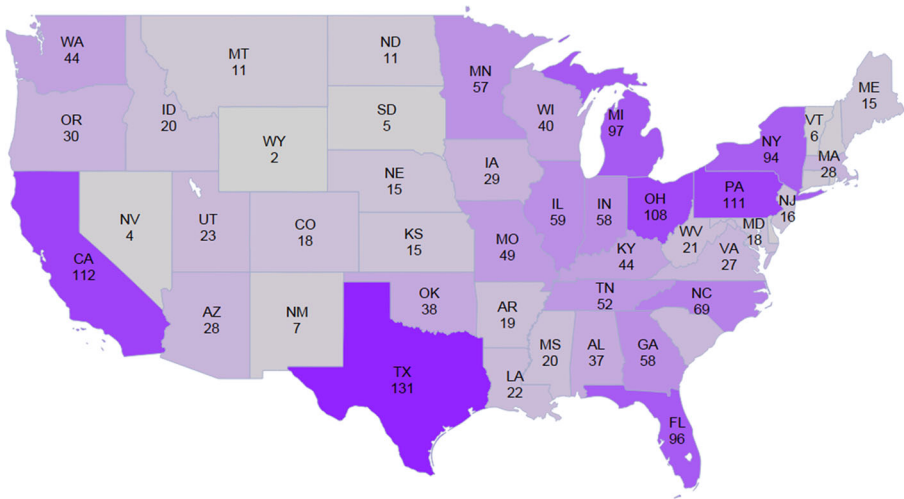 WA
44
MT
11
ND
11
MN
57
ME
15
OR
30
ID
20
SD
5
WI
40
MI
97
VT
6
NY
94
MA
28
WY
2
NE
15
IA
29
PA
111
NJ
16
NV
4
UT
23
CO
18
KS
15
MO
49
IL
59
IN
58
OH
108
WV
21
MD
18
VA
27
CA
112
KY
44
AZ
28
NM
7
OK
38
AR
19
TN
52
NC
69
TX
131
LA
22
MS
20
AL
37
GA
58
FL
96